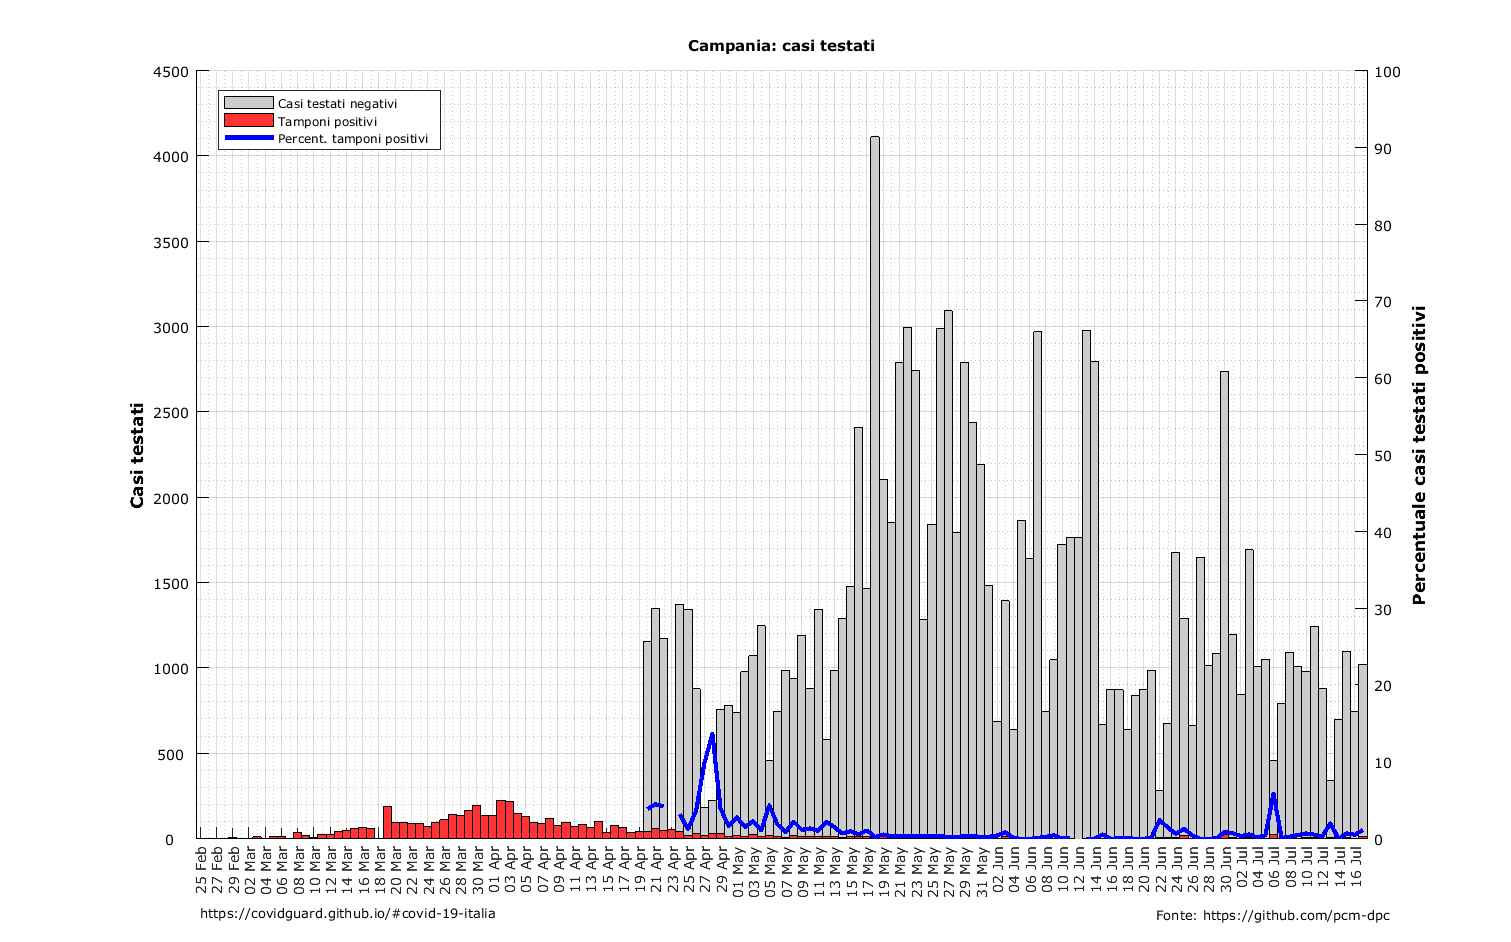 Campania: casi testati
4500
4000
3500
3000
2500
2000
1500
1000
500
0
100
90
80
70
60
50
40
30
20
10
0
Casi testati negativi
Tamponi positivi
Percent. tamponi positivi
Casi testati
Percentuale casi testati positivi
25 Feb
27 Feb
29 Feb
02 Mar
04 Mar
06 Mar
08 Mar
10 Mar
12 Mar
14 Mar
16 Mar
18 Mar
20 Mar
22 Mar
24 Mar
26 Mar
28 Mar
30 Mar
01 Apr
03 Apr
05 Apr
07 Apr
09 Apr
11 Apr
13 Apr
15 Apr
17 Apr
19 Apr
21 Apr
23 Apr
25 Apr
27 Apr
29 Apr
01 May
03 May
05 May
07 May
09 May
11 May
13 May
15 May
17 May
19 May
21 May
23 May
25 May
27 May
29 May
31 May
02 Jun
04 Jun
06 Jun
08 Jun
10 Jun
12 Jun
14 Jun
16 Jun
18 Jun
20 Jun
22 Jun
24 Jun
26 Jun
28 Jun
30 Jun
02 Jul
04 Jul
06 Jul
08 Jul
10 Jul
12 Jul
14 Jul
16 Jul
https://covidguard.github.io/#covid-19-italia
Fonte: https://github.com/pcm-dpc